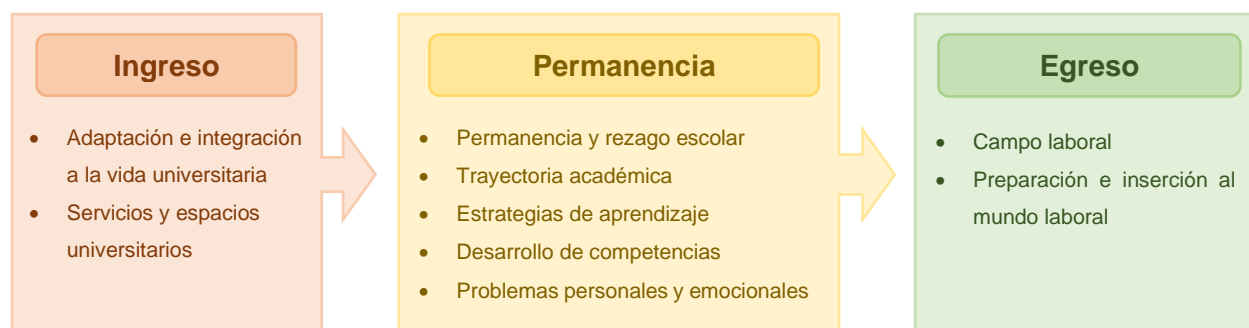 Ingreso
Adaptación e integración
a la vida universitaria
Servicios y espacios
universitarios
Permanencia
Permanencia y rezago escolar
Trayectoria académica
Estrategias de aprendizaje
Desarrollo de competencias
Problemas personales y emocionales
Egreso
Campo laboral
Preparación e inserción al
mundo laboral